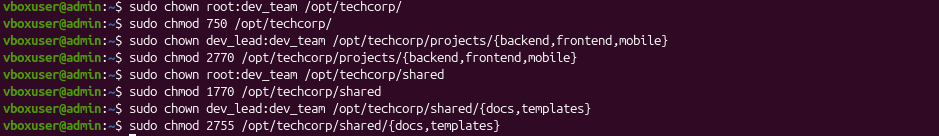 vboxuser@admin:~$ sudo chown root:dev_team /opt/techcorp/
vboxuser@admin:~$ sudo chmod 750 /opt/techcorp/
vboxuser@admin:~$ sudo chown dev_lead:dev_team /opt/techcorp/projects/{backend,frontend,mobile}
vboxuser@admin:~$ sudo chmod 2770 /opt/techcorp/projects/{backend,frontend,mobile}
vboxuser@admin:~$ sudo chown root:dev_team /opt/techcorp/shared
vboxuser@admin:~$ sudo chmod 1770 /opt/techcorp/shared
vboxuser@admin:~$ sudo chown dev_lead:dev_team /opt/techcorp/shared/{docs,templates}
vboxuser@admin:~$ sudo chmod 2755 /opt/techcorp/shared/{docs,templates}